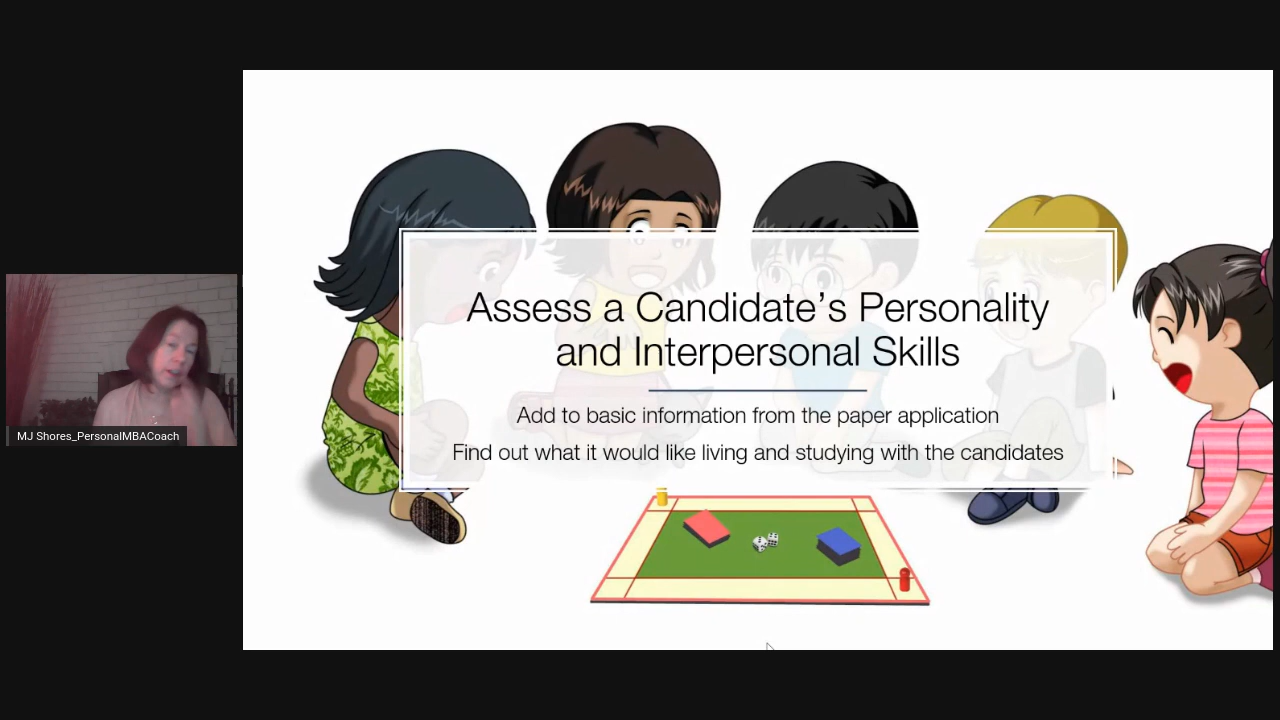 Assess a Candidate’s Personality
and Interpersonal Skills
Add to basic information from the paper application
Find out what it would like living and studying with the candidates
MJ Shores_PersonalMBACoach